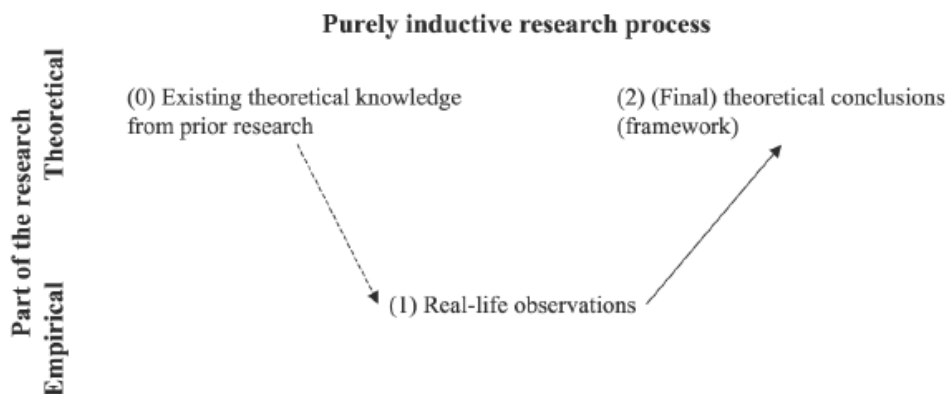 Purely inductive research process
Part of the research
Theoretical
Empirical
(0) Existing theoretical knowledge
from prior research
(2) (Final) theoretical conclusions
(framework)
(1) Real-life observations